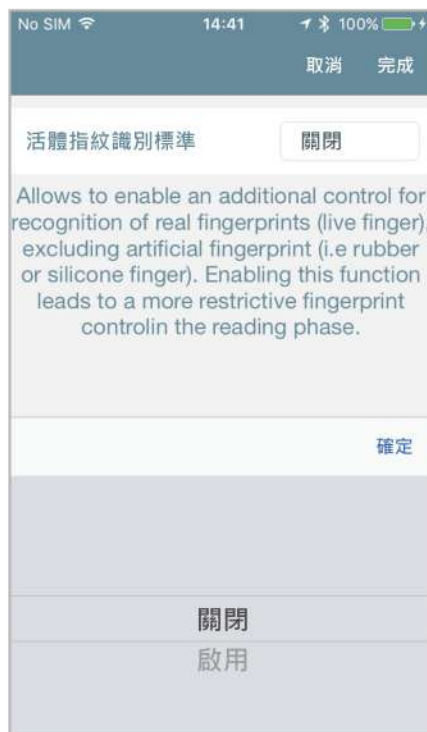 No SIM 14:41 100%
取消 完成
活體指紋識別標準 關閉
Allows to enable an additional control for
recognition of real fingerprints (live finger),
excluding artificial fingerprint (i.e rubber
or silicone finger). Enabling this function
leads to a more restrictive fingerprint
controlin the reading phase.
確定
關閉
啟用